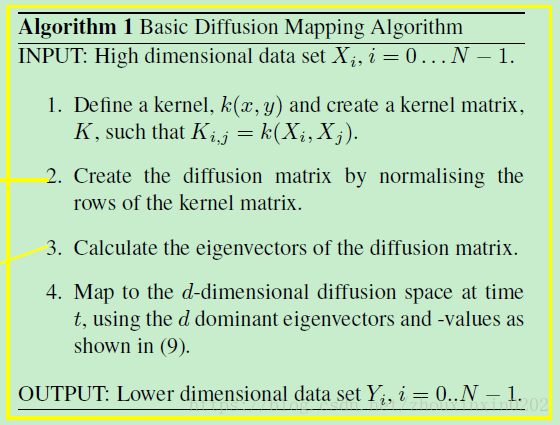 Algorithm 1 Basic Diffusion Mapping Algorithm
INPUT: High dimensional data set X_i, i = 0 . . . N − 1.
1. Define a kernel, k(x, y) and create a kernel matrix,
K, such that K_{i,j} = k(X_i, X_j).
2. Create the diffusion matrix by normalising the
rows of the kernel matrix.
3. Calculate the eigenvectors of the diffusion matrix.
4. Map to the d-dimensional diffusion space at time
t, using the d dominant eigenvectors and -values as
shown in (9).
OUTPUT: Lower dimensional data set Y_i, i = 0..N − 1.